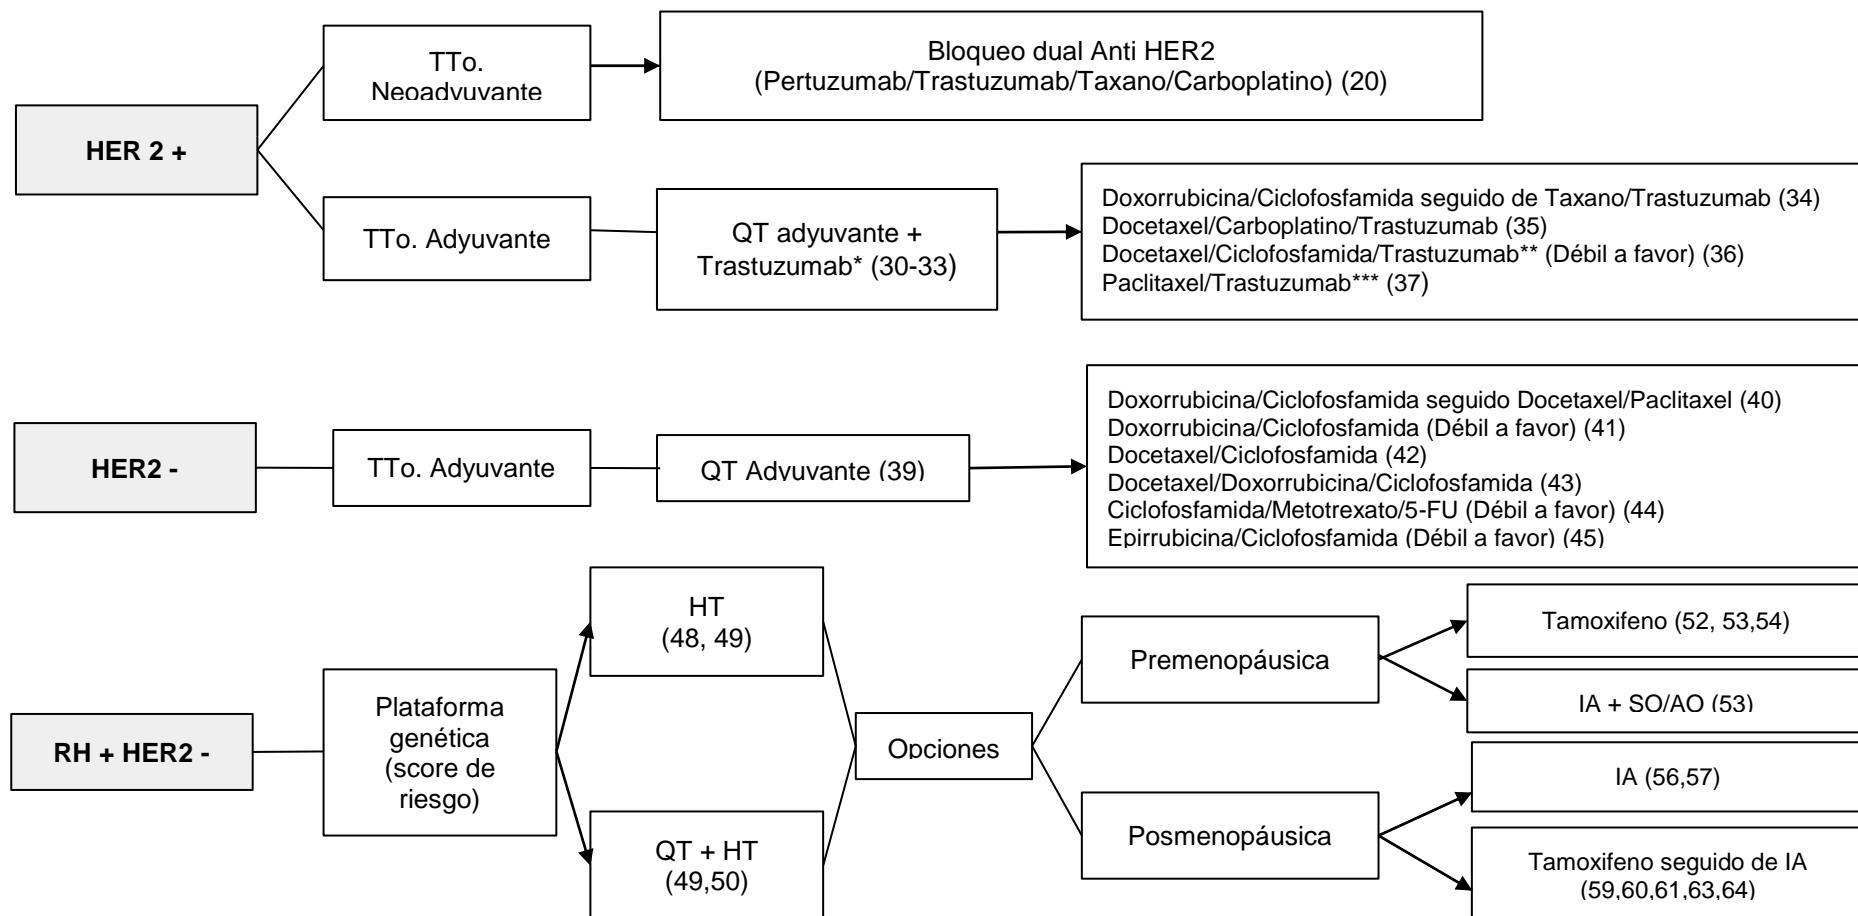 TTo.
Neoadyuvante
Bloqueo dual Anti HER2
(Pertuzumab/Trastuzumab/Taxano/Carboplatino) (20)
HER 2 +
TTo. Adyuvante
QT adyuvante +
Trastuzumab* (30-33)
Doxorrubicina/Ciclofosfamida seguido de Taxano/Trastuzumab (34)
Docetaxel/Carboplatino/Trastuzumab (35)
Docetaxel/Ciclofosfamida/Trastuzumab** (Débil a favor) (36)
Paclitaxel/Trastuzumab*** (37)
HER2 -
TTo. Adyuvante
QT Adyuvante (39)
Doxorrubicina/Ciclofosfamida seguido Docetaxel/Paclitaxel (40)
Doxorrubicina/Ciclofosfamida (Débil a favor) (41)
Docetaxel/Ciclofosfamida (42)
Docetaxel/Doxorrubicina/Ciclofosfamida (43)
Ciclofosfamida/Metotrexato/5-FU (Débil a favor) (44)
Epirrubicina/Ciclofosfamida (Débil a favor) (45)
RH + HER2 -
Plataforma
genética
(score de
riesgo)
HT
(48, 49)
QT + HT
(49,50)
Opciones
Premenopáusica
Tamoxifeno (52, 53,54)
IA + SO/AO (53)
Posmenopáusica
IA (56,57)
Tamoxifeno seguido de IA
(59,60,61,63,64)